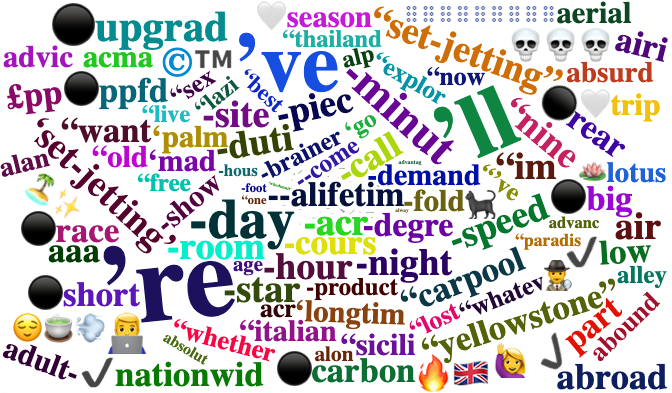 🤍season ⠿⠿⠿⠿⠿⠿⠿⠿⠿⠿aerial
⚫upgrad “thailand “set-jetting” 💀💀💀airi
advic acma ©™ ’ve alp “explor “now absurd
£pp⚫ppfd “sex “lazi “best -piec -minut ’ll “nine ⚫🤍trip
“live -site ‘go rear
“want ‘palm -duti -brainer -call
alan “old ‘mad -hous -come advantag “im 🪷lotus
‘set-jetting’ “free -foot -demand “ve
🏝️✨ -show “one --alifetim -fold🐈‍⬛ ⚫big
⚫race -day alway -acr -degre -speed advanc air
aaa -room -cours “paradis ✔low
’re age -hour -night “carpool 🕵️ alley
⚫short -star -product “lost “whatev
😌🍵💨👨‍💻 acr ‘longtim “yellowstone” part
“whether “italian abound
adult- absolut alon “sicili 🙋‍♀️ ✔
✔nationwid ⚫carbon🔥🇬🇧 abroad